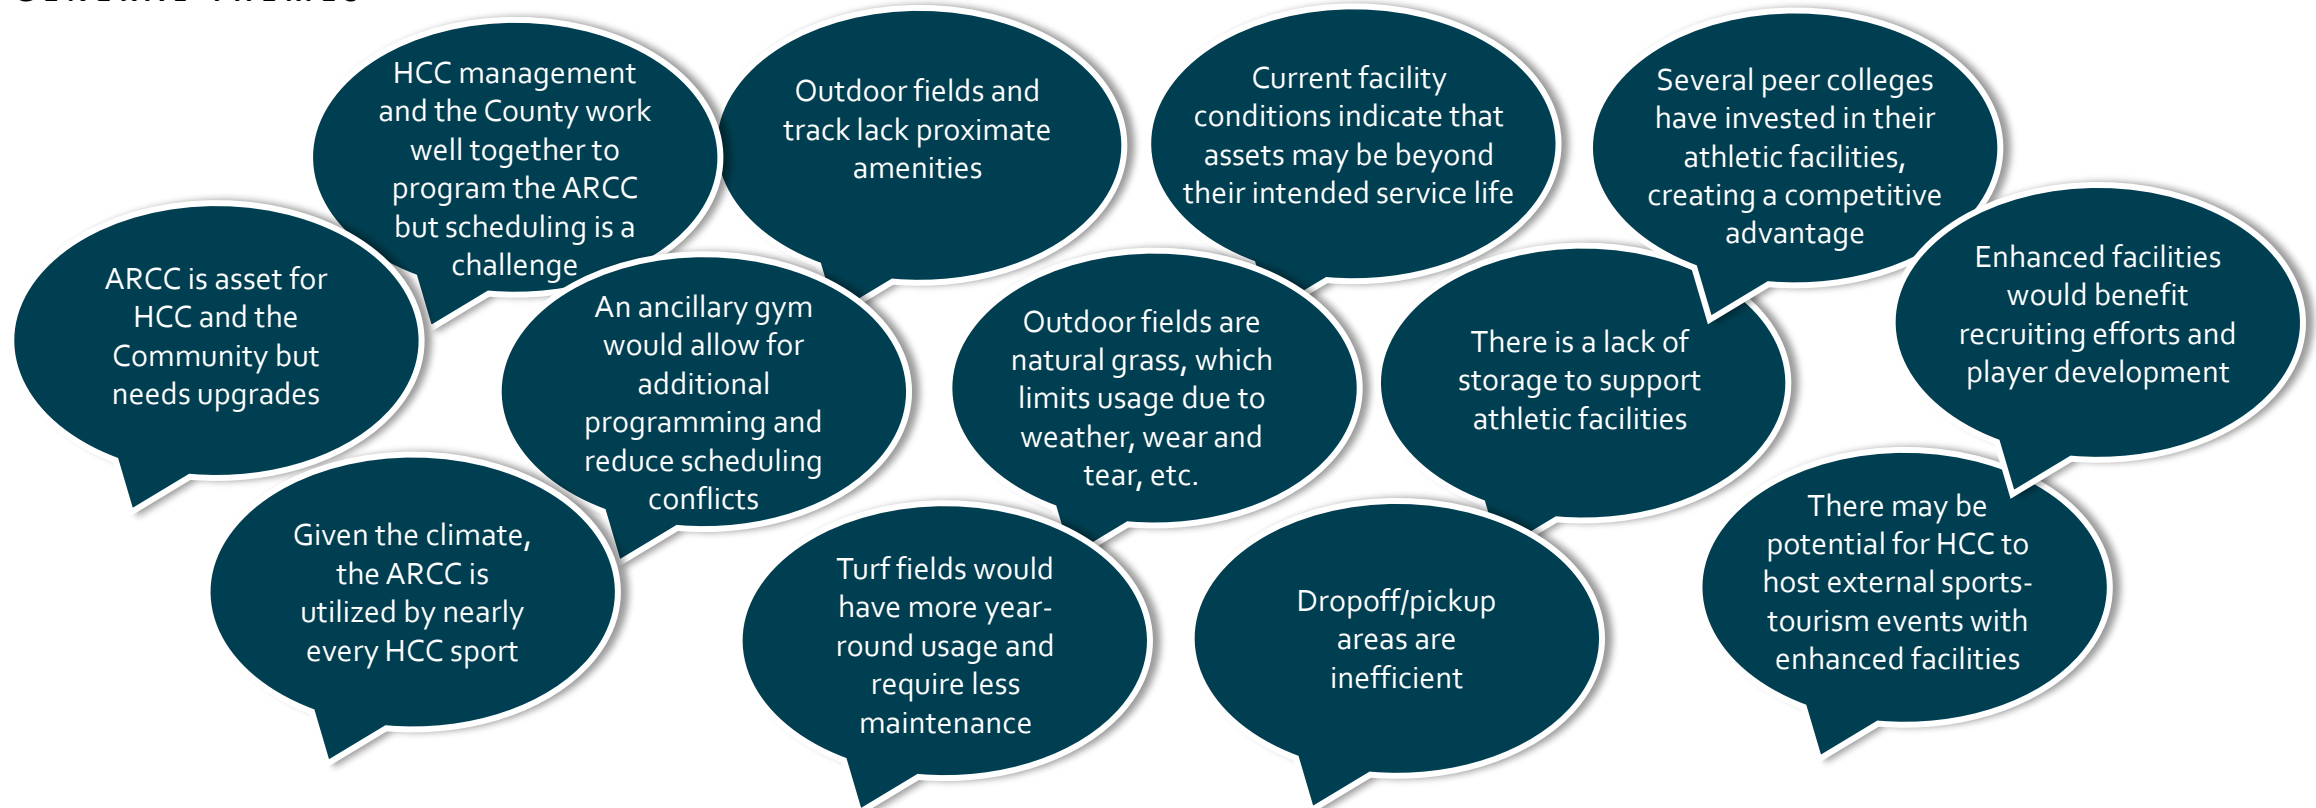 HCC management
and the County work
well together to
program the ARCC
but scheduling is a
challenge
Outdoor fields and
track lack proximate
amenities
Current facility
conditions indicate that
assets may be beyond
their intended service life
Several peer colleges
have invested in their
athletic facilities,
creating a competitive
advantage
ARCC is asset for
HCC and the
Community but
needs upgrades
An ancillary gym
would allow for
additional
programming and
reduce scheduling
conflicts
Outdoor fields are
natural grass, which
limits usage due to
weather, wear and
tear, etc.
There is a lack of
storage to support
athletic facilities
Enhanced facilities
would benefit
recruiting efforts and
player development
Given the climate,
the ARCC is
utilized by nearly
every HCC sport
Turf fields would
have more year-
round usage and
require less
maintenance
Dropoff/pickup
areas are
inefficient
There may be
potential for HCC to
host external sports-
tourism events with
enhanced facilities